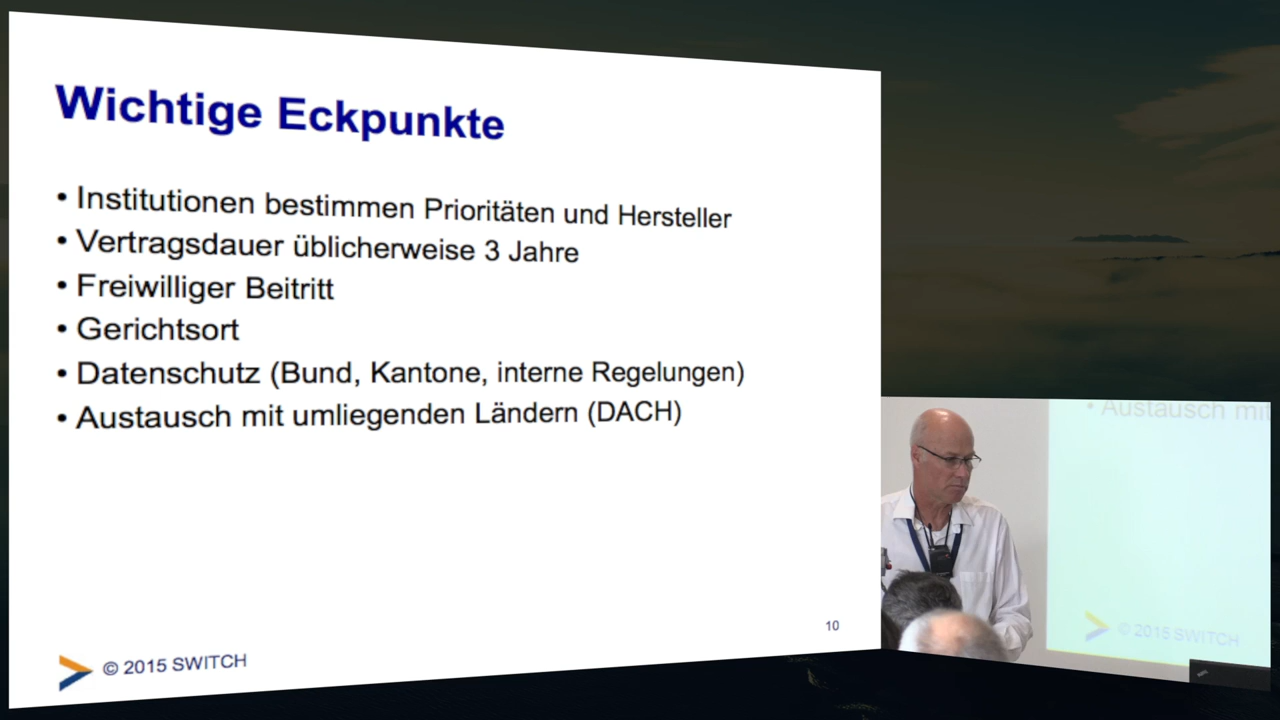 Wichtige Eckpunkte
• Institutionen bestimmen Prioritäten und Hersteller
• Vertragsdauer üblicherweise 3 Jahre
• Freiwilliger Beitritt
• Gerichtsort
• Datenschutz (Bund, Kantone, interne Regelungen)
• Austausch mit umliegenden Ländern (DACH)
10
© 2015 SWITCH
• Austausch mit
© 2015 SWITCH